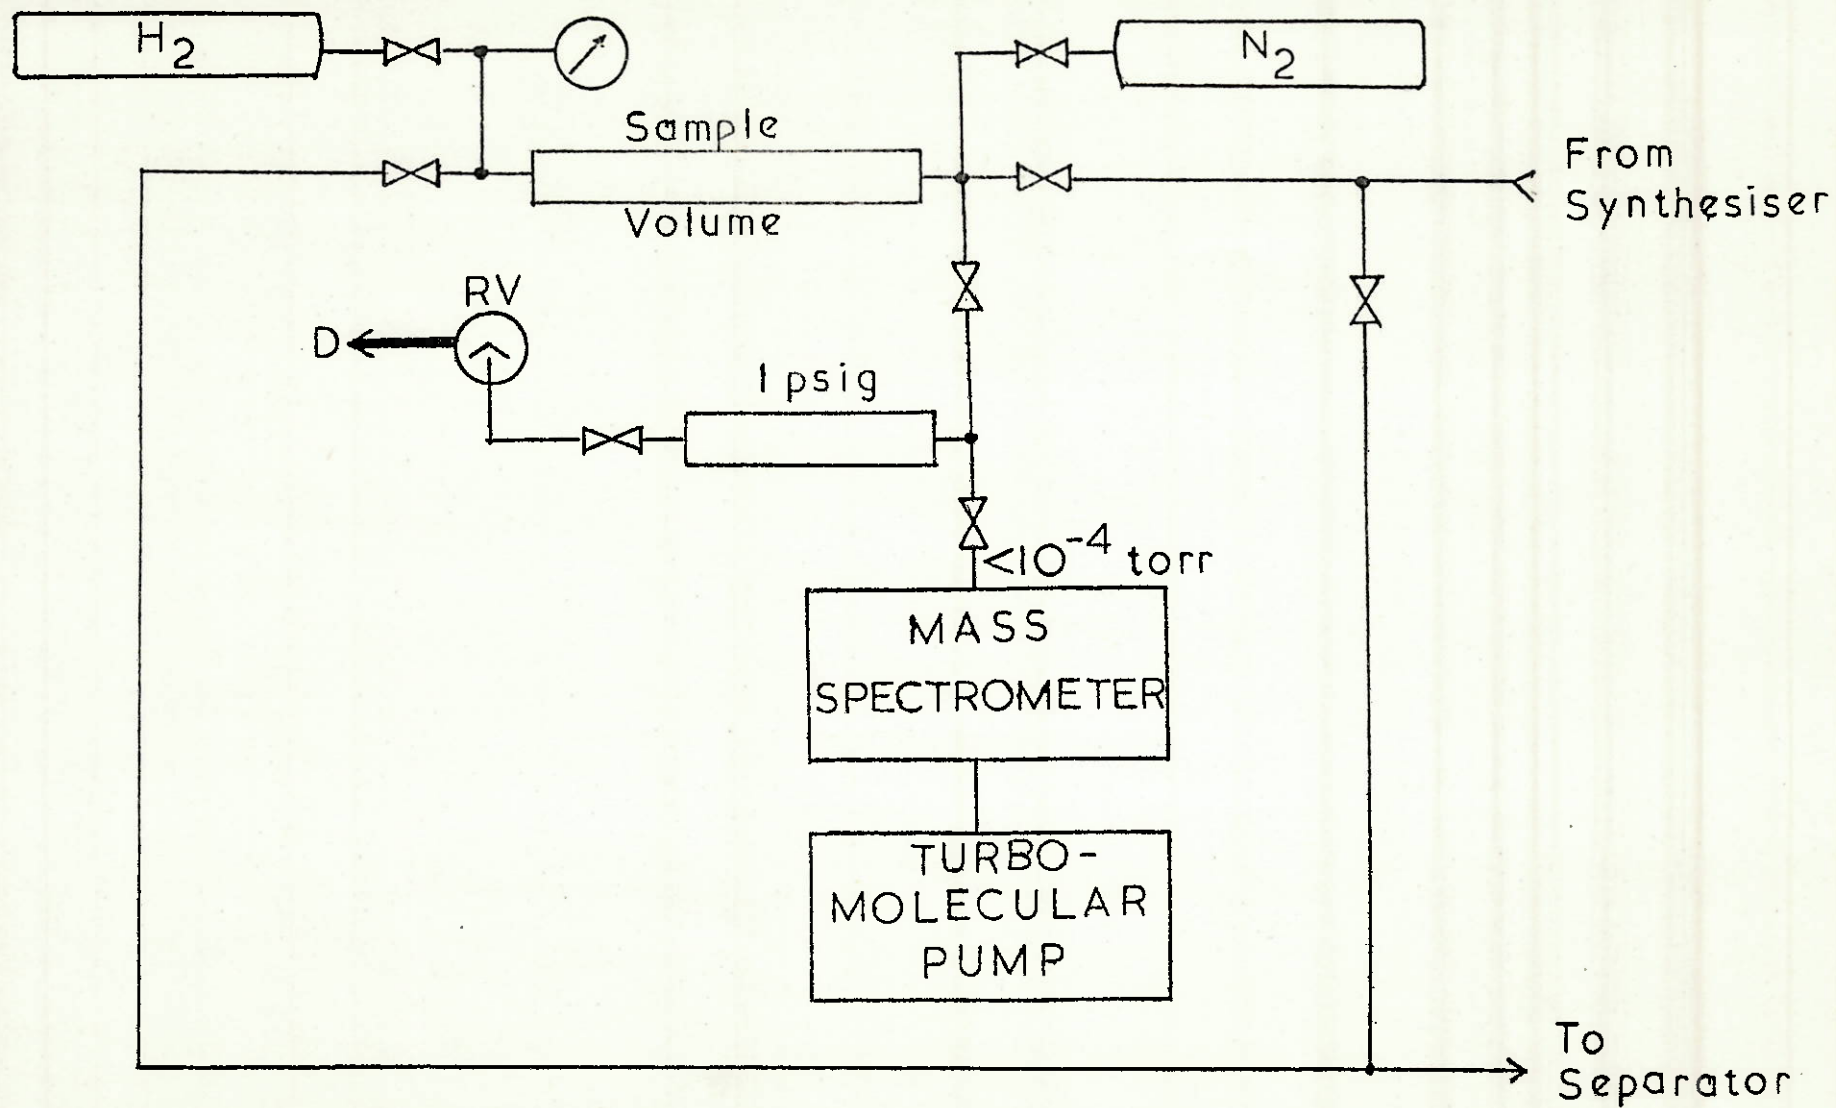 H2
N2
Sample
Volume
From
Synthesiser
RV
D
1 psig
<10-4 torr
MASS
SPECTROMETER
TURBO-
MOLECULAR
PUMP
To
Separator